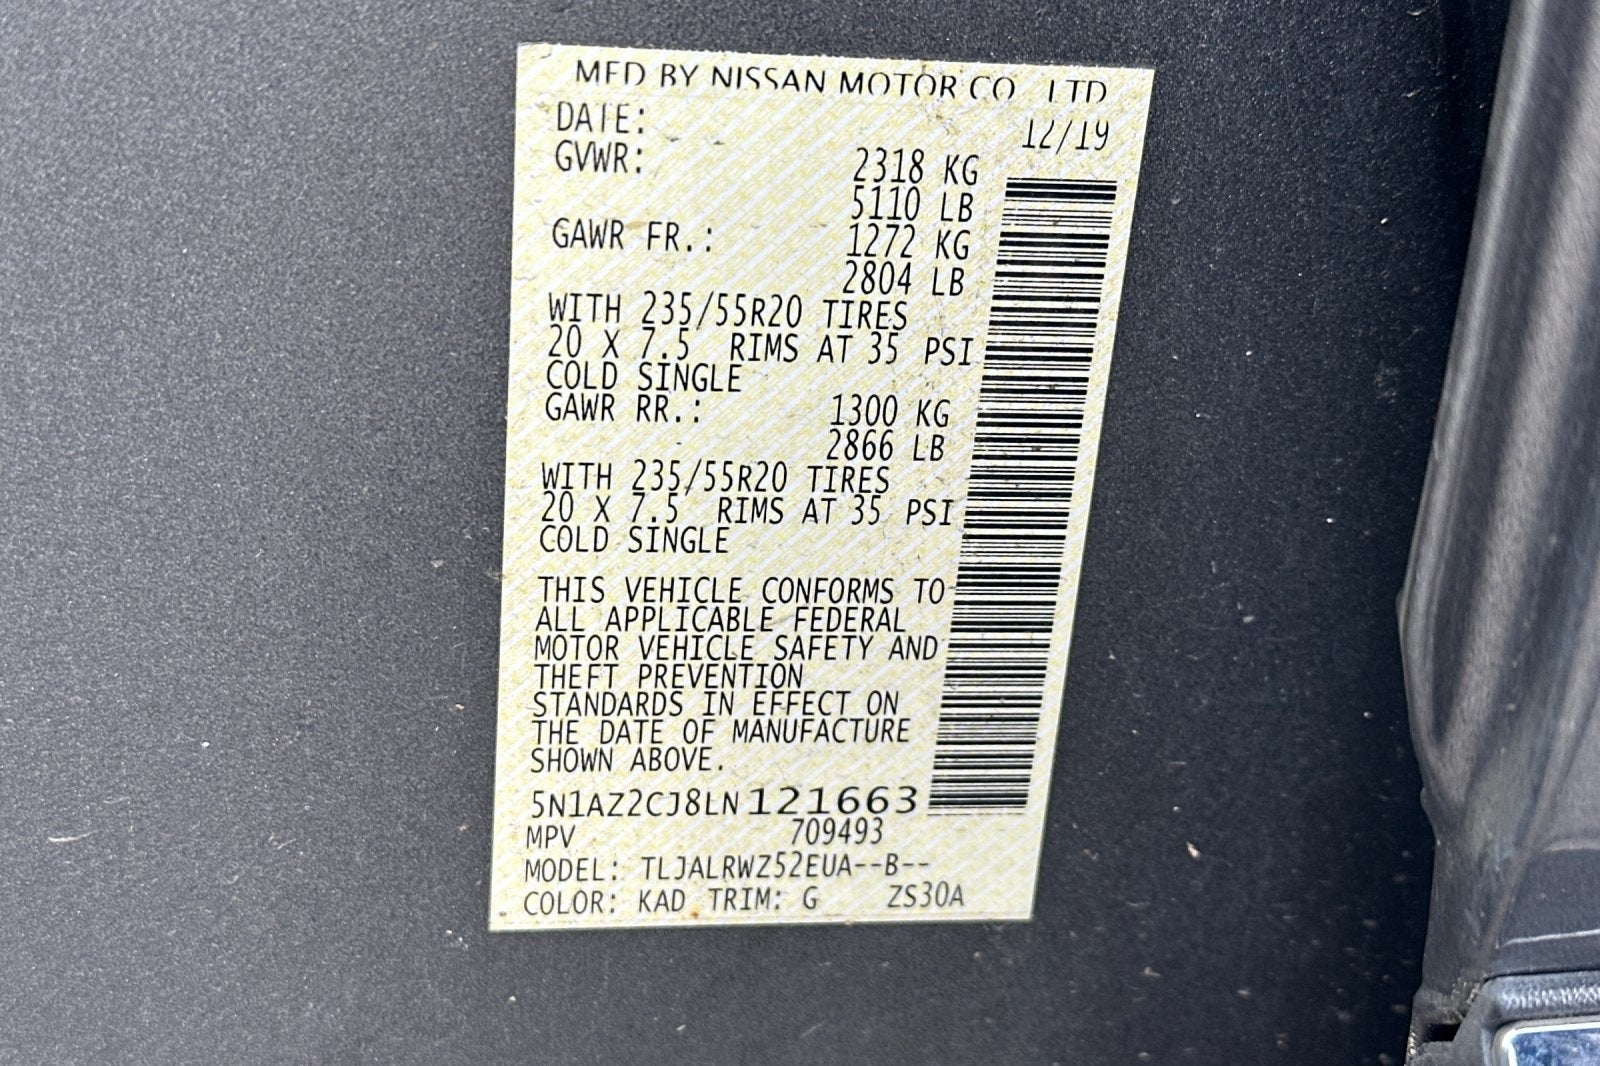 MFD BY NISSAN MOTOR CO., LTD.
DATE: 12/19
GVWR: 2318 KG
5110 LB
GAWR FR.: 1272 KG
2804 LB
WITH 235/55R20 TIRES
20 X 7.5 RIMS AT 35 PSI
COLD SINGLE
GAWR RR.: 1300 KG
2866 LB
WITH 235/55R20 TIRES
20 X 7.5 RIMS AT 35 PSI
COLD SINGLE
THIS VEHICLE CONFORMS TO
ALL APPLICABLE FEDERAL
MOTOR VEHICLE SAFETY AND
THEFT PREVENTION
STANDARDS IN EFFECT ON
THE DATE OF MANUFACTURE
SHOWN ABOVE.
5N1AZ2CJ8LN121663
MPV 709493
MODEL: TLJALRWZ52EUA--B--
COLOR: KAD TRIM: G ZS30A